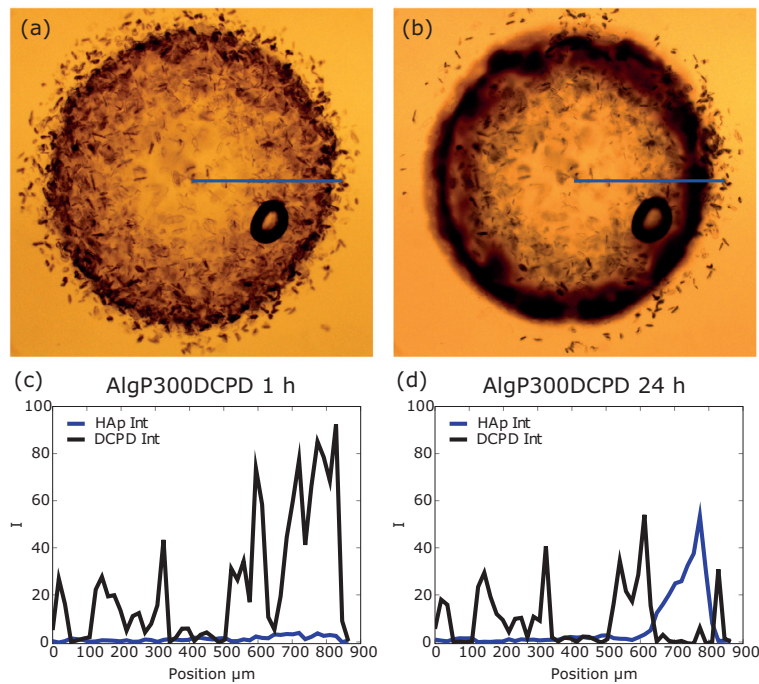 (a)
(b)
(c)
AlgP300DCPD 1 h
100
80
60
40
20
0
I
HAp Int
DCPD Int
0 100 200 300 400 500 600 700 800 900
Position μm
(d)
AlgP300DCPD 24 h
100
80
60
40
20
0
I
HAp Int
DCPD Int
0 100 200 300 400 500 600 700 800 900
Position μm